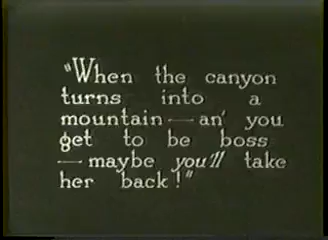 "When the canyon
turns into a
mountain — an' you
get to be boss
— maybe you'll take
her back!"